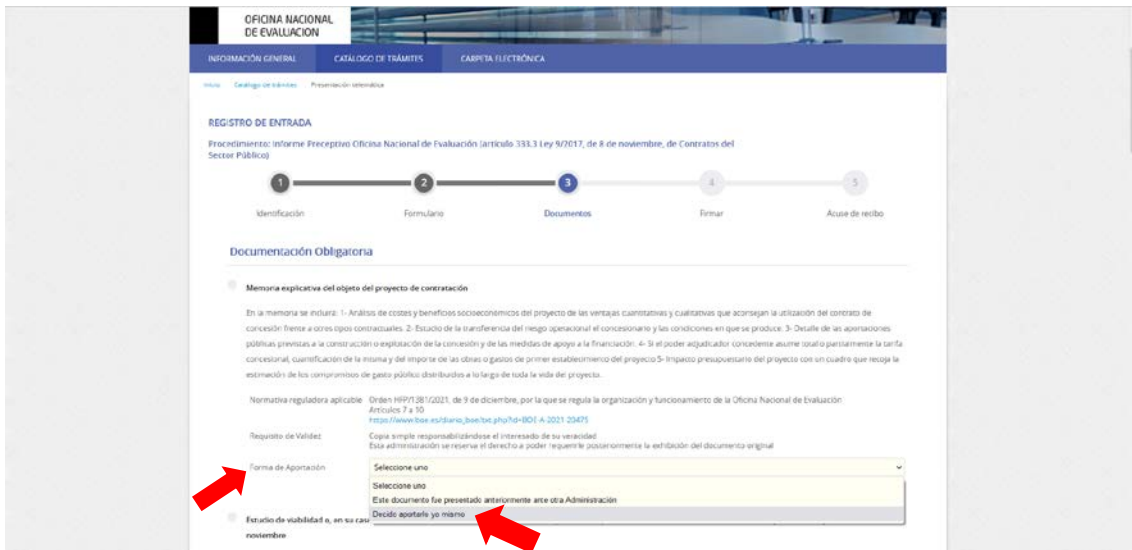 OFICINA NACIONAL
DE EVALUACION
INFORMACIÓN GENERAL CATÁLOGO DE TRÁMITES CARPETA ELECTRÓNICA
Inicio Catálogo de trámites Presentación telemática
REGISTRO DE ENTRADA
Procedimiento: Informe Preceptivo Oficina Nacional de Evaluación (artículo 333.3 Ley 9/2017, de 8 de noviembre, de Contratos del
Sector Público)
1 2 3 4 5
Identificación Formulario Documentos Firmar Acuse de recibo
Documentación Obligatoria
Memoria explicativa del objeto del proyecto de contratación
En la memoria se incluirá: 1- Análisis de costes y beneficios socioeconómicos del proyecto de las ventajas cuantitativas y cualitativas que aconsejan la utilización del contrato de
concesión frente a otros tipos contractuales. 2- Estudio de la transferencia del riesgo operacional el concesionario y las condiciones en que se produce. 3- Detalle de las aportaciones
públicas previstas a la construcción o explotación de la concesión y de las medidas de apoyo a la financiación. 4- Si el poder adjudicador concedente asume total o parcialmente la tarifa
concesional, cuantificación de la misma y del importe de las obras o gastos de primer establecimiento del proyecto 5- Impacto presupuestario del proyecto con un cuadro que recoja la
estimación de los compromisos de gasto público distribuidos a lo largo de toda la vida del proyecto.
Normativa reguladora aplicable Orden HFP/1381/2021, de 9 de diciembre, por la que se regula la organización y funcionamiento de la Oficina Nacional de Evaluación
Artículos 7 a 10
https://www.boe.es/diario_boe/txt.php?id=BOE-A-2021-20475
Requisito de Validez Copia simple responsabilizándose el interesado de su veracidad
Esta administración se reserva el derecho a poder requerirle posteriormente la exhibición del documento original
Forma de Aportación Seleccione uno
Seleccione uno
Este documento fue presentado anteriormente ante otra Administración
Decido aportarlo yo mismo
Estudio de viabilidad o, en su
noviembre